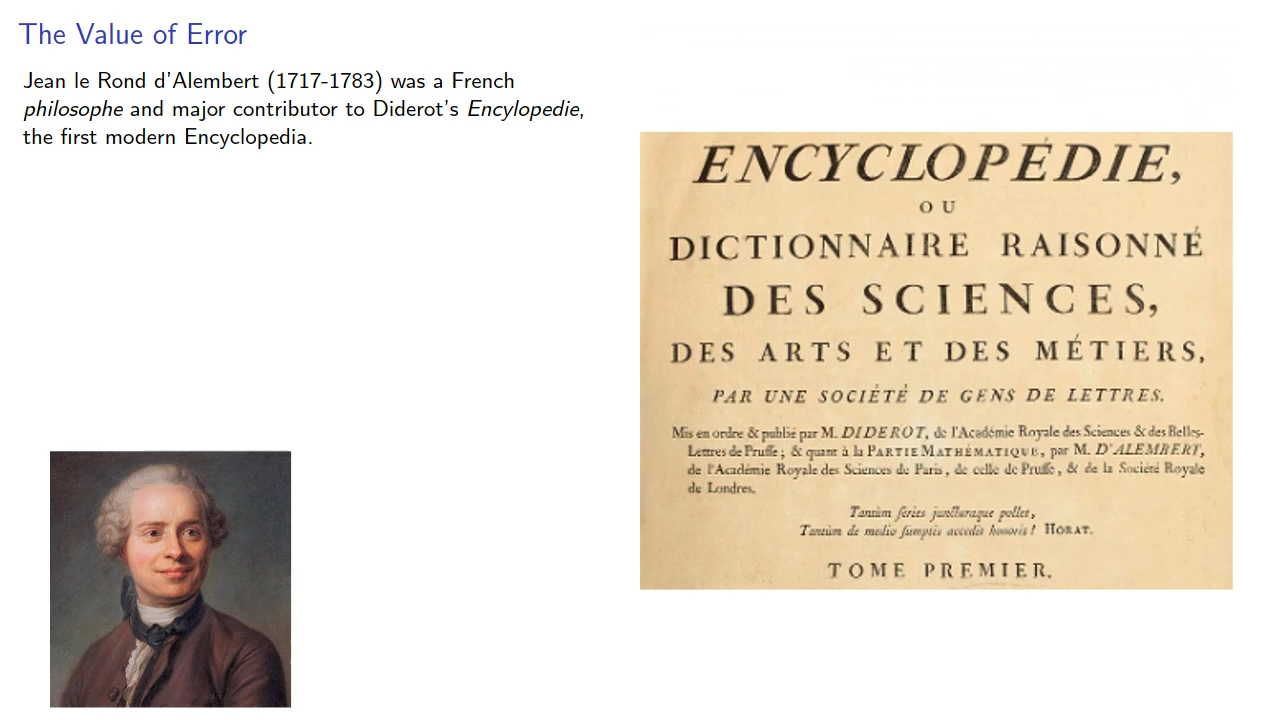 The Value of Error
Jean le Rond d'Alembert (1717-1783) was a French
philosophe and major contributor to Diderot's Encylopedie,
the first modern Encyclopedia.
ENCYCLOPÉDIE,
OU
DICTIONNAIRE RAISONNÉ
DES SCIENCES,
DES ARTS ET DES MÉTIERS,
PAR UNE SOCIÉTÉ DE GENS DE LETTRES.
Mis en ordre & publié par M. DIDEROT, de l'Académie Royale des Sciences & des Belles-
Lettres de Prusse; & quant à la PARTIE MATHÉMATIQUE, par M. D'ALEMBERT,
de l'Académie Royale des Sciences de Paris, de celle de Prusse, & de la Société Royale
de Londres.
Tantùm series juncturaque pollet,
Tantùm de medio sumptis accedit honoris! HORAT.
TOME PREMIER.